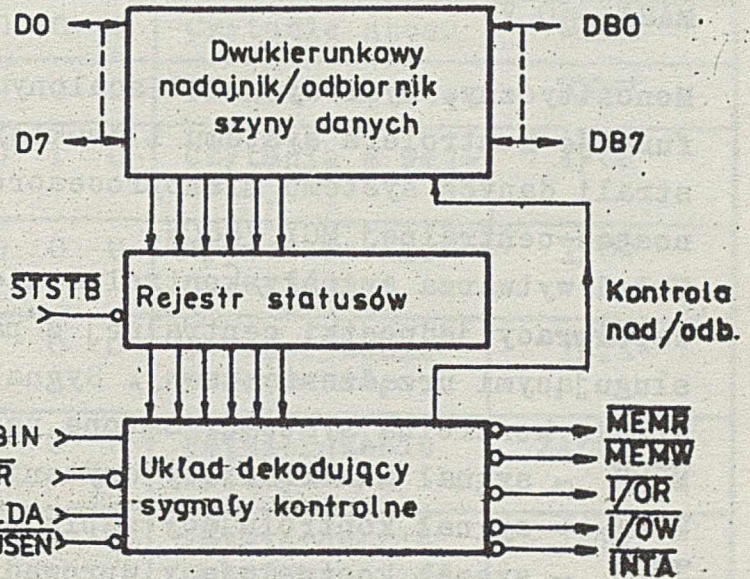 D0
DB0
Dwukierunkowy
nadajnik/odbiornik
szyny danych
D7
DB7
STSTB
Rejestr statusów
Kontrola
nad/odb.
BIN
R
LDA
USEN
Układ dekodujący
sygnały kontrolne
MEMR
MEMW
I/OR
I/OW
INTA